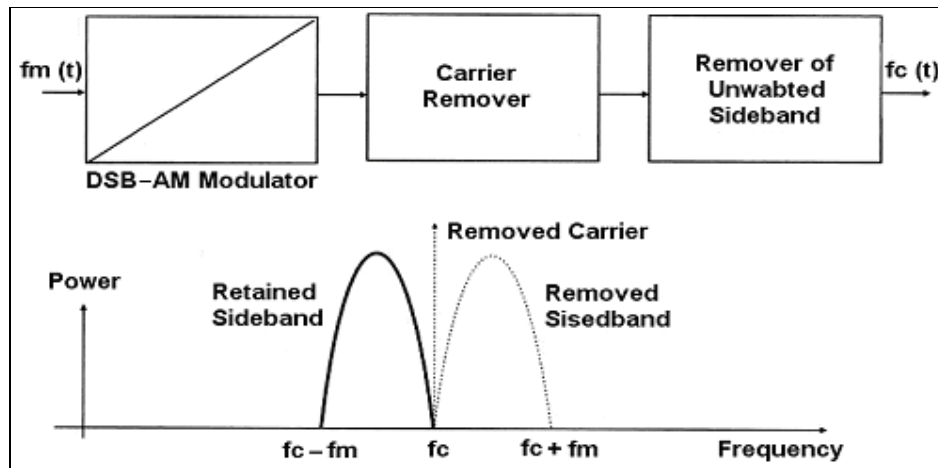 fm (t)
Carrier
Remover
Remover of
Unwabted
Sideband
fc (t)
DSB–AM Modulator
Removed Carrier
Power
Retained
Sideband
Removed
Sisedband
fc – fm
fc
fc + fm
Frequency